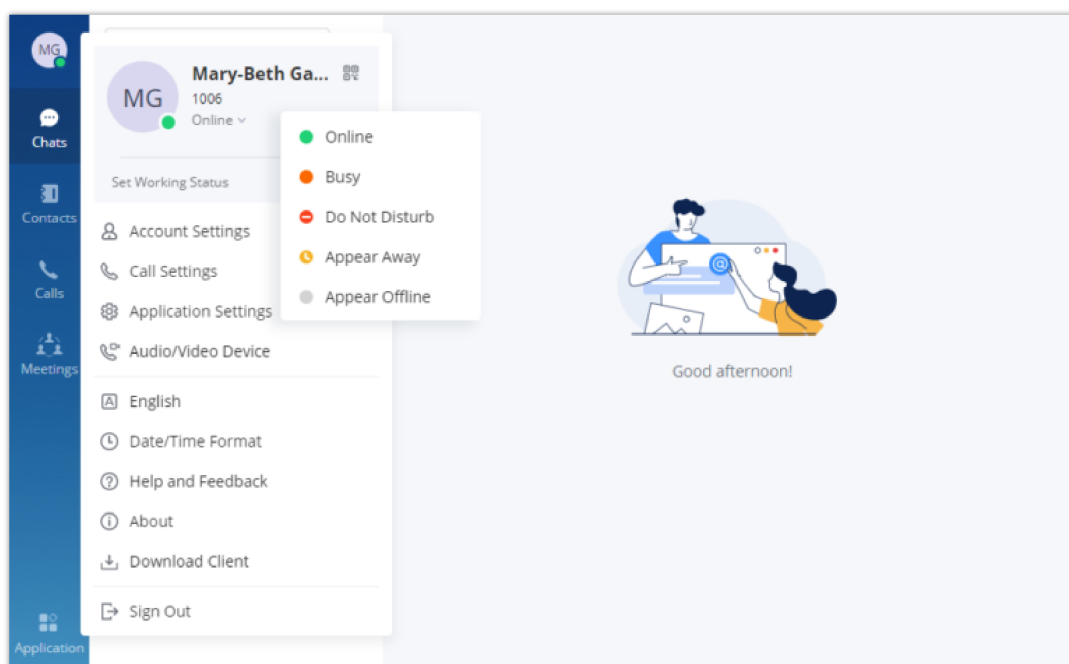 MG
Chats
Contacts
Calls
Meetings
Application
MG
Mary-Beth Ga...
1006
Online
Set Working Status
Online
Busy
Do Not Disturb
Appear Away
Appear Offline
Account Settings
Call Settings
Application Settings
Audio/Video Device
English
Date/Time Format
Help and Feedback
About
Download Client
Sign Out
@
Good afternoon!